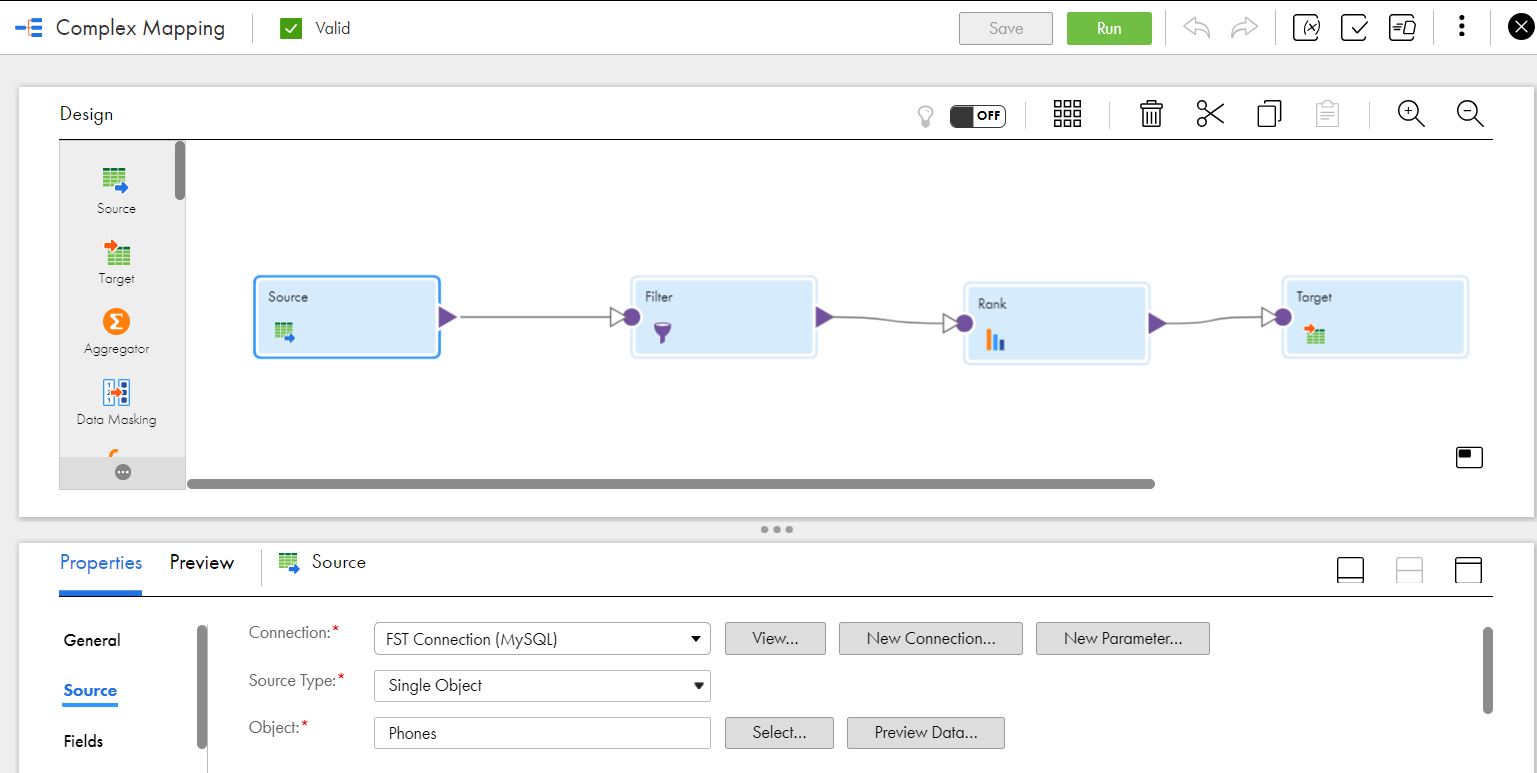 Complex Mapping
Valid
Save
Run
Design
OFF
Source
Target
Aggregator
Data Masking
Source
Filter
Rank
Target
Properties
Preview
Source
General
Source
Fields
Connection:*
FST Connection (MySQL)
View...
New Connection...
New Parameter...
Source Type:*
Single Object
Object:*
Phones
Select...
Preview Data...